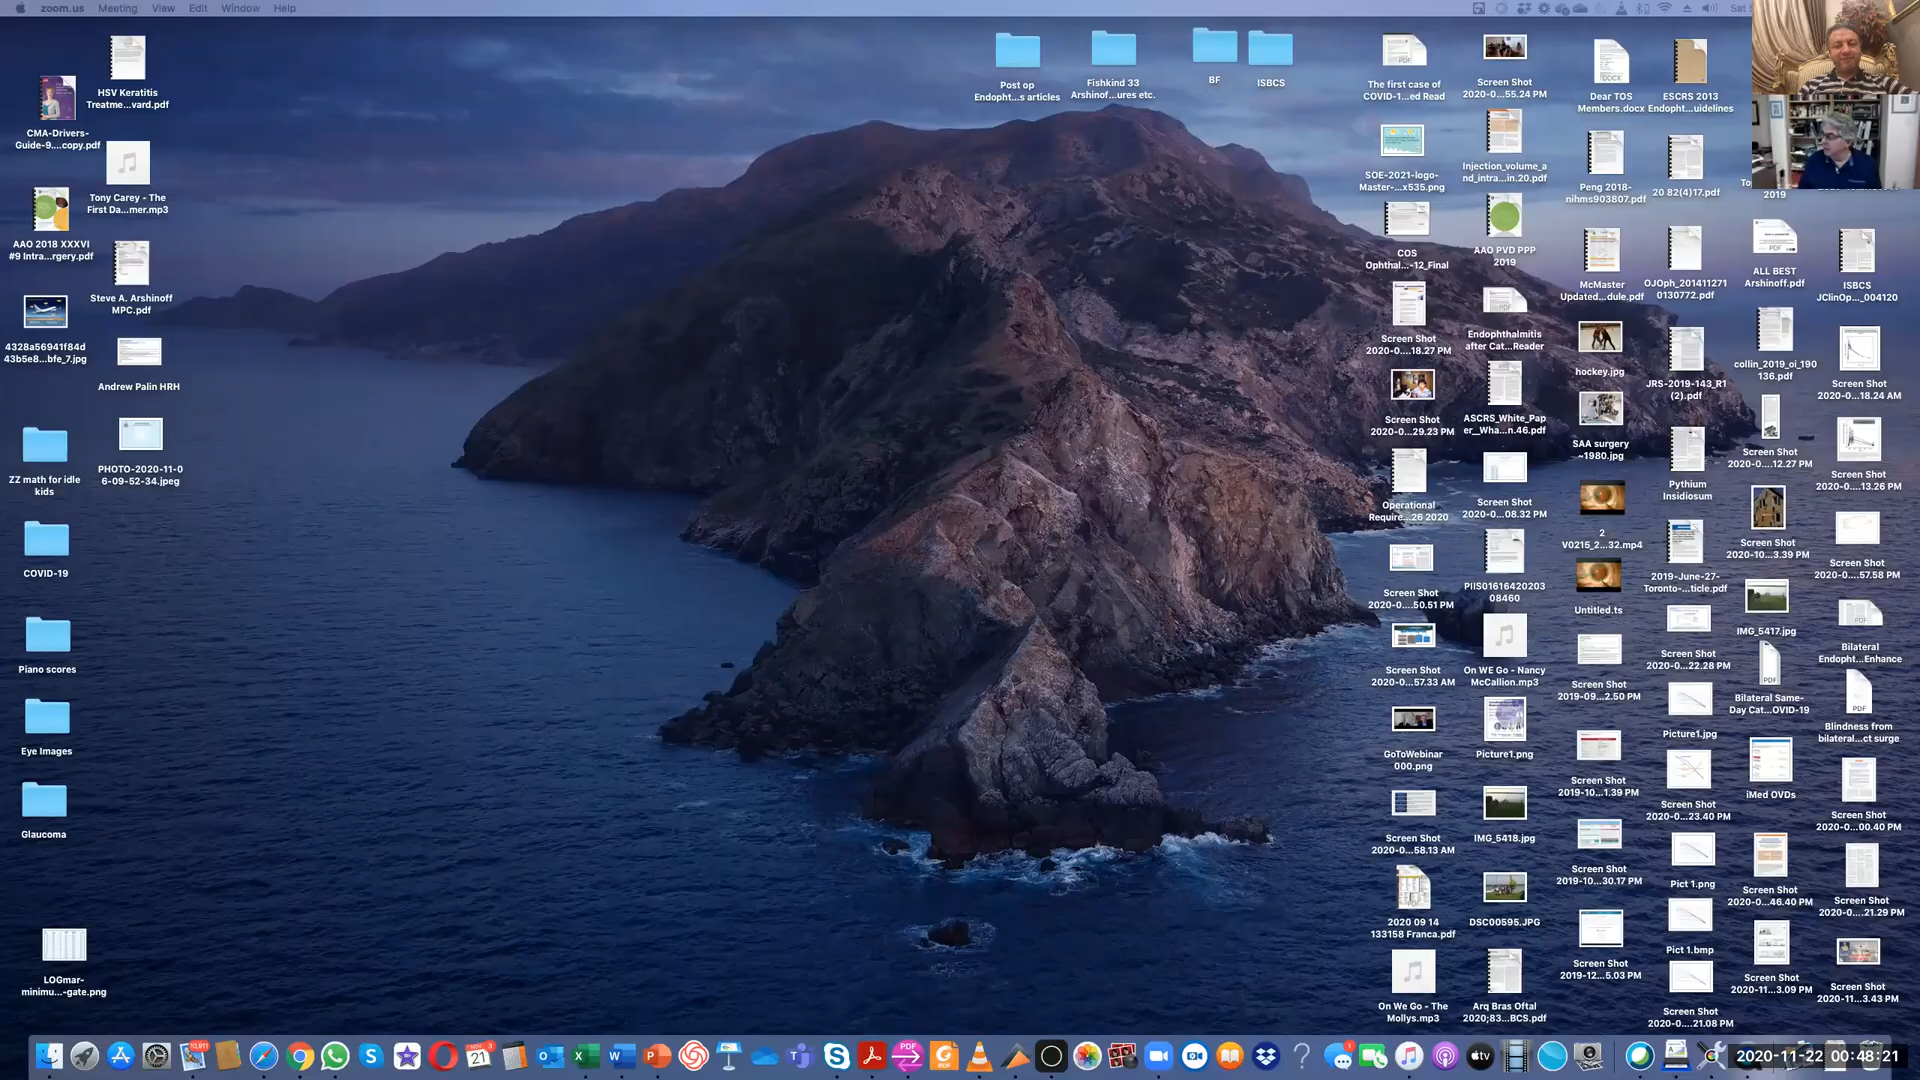 zoom.us Meeting View Edit Window Help
Sat
HSV Keratitis
Treatme...vard.pdf
CMA-Drivers-
Guide-9....copy.pdf
Tony Carey - The
First Da...mer.mp3
AAO 2018 XXXVI
#9 Intra...rgery.pdf
Steve A. Arshinoff
MPC.pdf
4328a56941f84d
43b5e8...bfe_7.jpg
Andrew Palin HRH
ZZ math for idle
kids
PHOTO-2020-11-0
6-09-52-34.jpeg
COVID-19
Piano scores
Eye Images
Glaucoma
LOGmar-
minimu...-gate.png
Post op
Endopht...s articles
Fishkind 33
Arshinof...ures etc.
BF
ISBCS
PDF
The first case of
COVID-1...ed Read
SOE-2021-logo-
Master-...x535.png
COS
Ophthal...-12_Final
Screen Shot
2020-0....18.27 PM
Screen Shot
2020-0....29.23 PM
Operational
Require...26 2020
Screen Shot
2020-0....50.51 PM
Screen Shot
2020-0...57.33 AM
GoToWebinar
000.png
Screen Shot
2020-0...58.13 AM
2020 09 14
133158 Franca.pdf
On We Go - The
Mollys.mp3
Screen Shot
2020-0...55.24 PM
Injection_volume_a
nd_intra...in.20.pdf
AAO PVD PPP
2019
PDF
Endophthalmitis
after Cat...Reader
ASCRS_White_Pap
er__Wha...n.46.pdf
Screen Shot
2020-0...08.32 PM
PIIS01616420203
08460
On WE Go - Nancy
McCallion.mp3
Picture1.png
IMG_5418.jpg
DSC00595.JPG
Arq Bras Oftal
2020;83...BCS.pdf
DOCX
Dear TOS
Members.docx
Peng 2018-
nihms903807.pdf
McMaster
Updated...dule.pdf
hockey.jpg
SAA surgery
~1980.jpg
2
V0215_2...32.mp4
Untitled.ts
Screen Shot
2019-09...2.50 PM
Screen Shot
2019-10...1.39 PM
Screen Shot
2019-10...30.17 PM
Screen Shot
2019-12...5.03 PM
ESCRS 2013
Endopht...uidelines
20 82(4)17.pdf
OJOph_201411271
0130772.pdf
JRS-2019-143_R1
(2).pdf
Pythium
Insidiosum
2019-June-27-
Toronto-...ticle.pdf
Screen Shot
2020-0...22.28 PM
Picture1.jpg
Screen Shot
2020-0...23.40 PM
Pict 1.png
Pict 1.bmp
Screen Shot
2020-0....21.08 PM
2019
PDF
ALL BEST
Arshinoff.pdf
collin_2019_oi_190
136.pdf
Screen Shot
2020-0....12.27 PM
Screen Shot
2020-10...3.39 PM
IMG_5417.jpg
PDF
Bilateral Same-
Day Cat...OVID-19
iMed OVDs
Screen Shot
2020-0...46.40 PM
Screen Shot
2020-11...3.09 PM
ISBCS
JClinOp..._004120
Screen Shot
2020-0....18.24 AM
Screen Shot
2020-0....13.26 PM
Screen Shot
2020-0...57.58 PM
PDF
Bilateral
Endopht...Enhance
PDF
Blindness from
bilateral...ct surge
Screen Shot
2020-0...00.40 PM
Screen Shot
2020-0....21.29 PM
Screen Shot
2020-11...3.43 PM
10,911
NOV
21
3
PDF
PDF
1
tv
2020-11-22 00:48:21